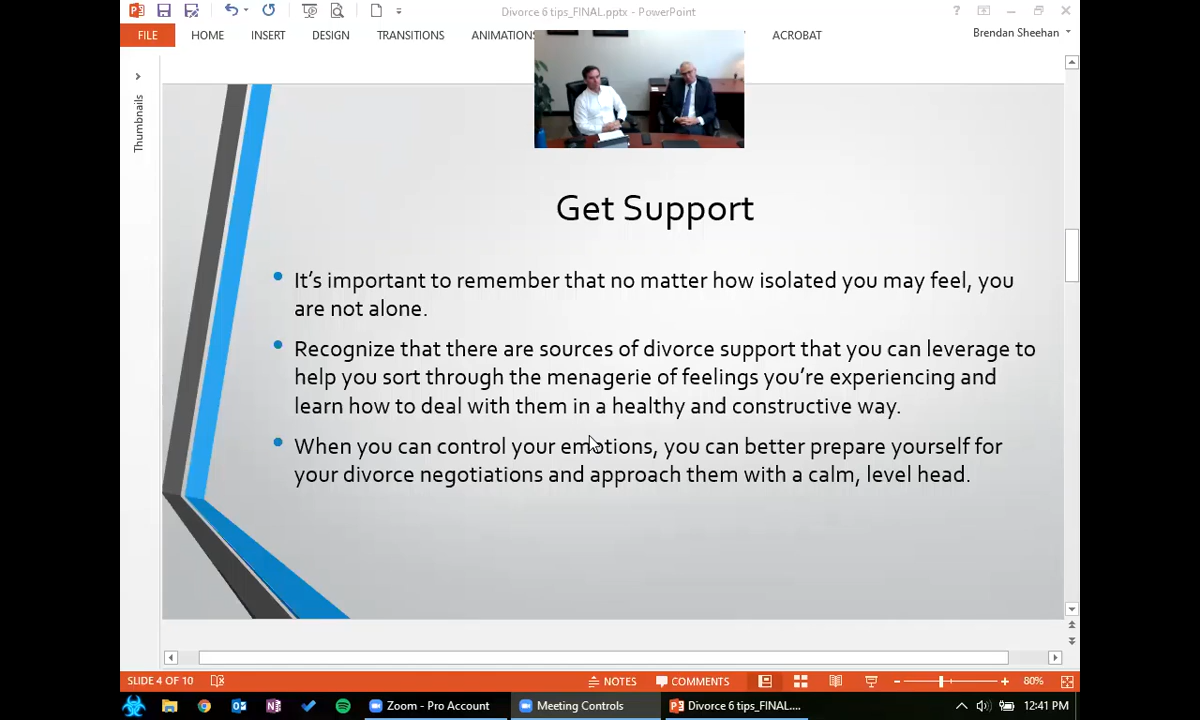 Divorce 6 tips_FINAL.pptx - PowerPoint
?
FILE HOME INSERT DESIGN TRANSITIONS ACROBAT Brendan Sheehan
Thumbnails
Get Support
• It's important to remember that no matter how isolated you may feel, you
are not alone.
• Recognize that there are sources of divorce support that you can leverage to
help you sort through the menagerie of feelings you're experiencing and
learn how to deal with them in a healthy and constructive way.
• When you can control your emotions, you can better prepare yourself for
your divorce negotiations and approach them with a calm, level head.
SLIDE 4 OF 10 NOTES COMMENTS 80%
Zoom - Pro Account Meeting Controls Divorce 6 tips_FINAL.... 12:41 PM